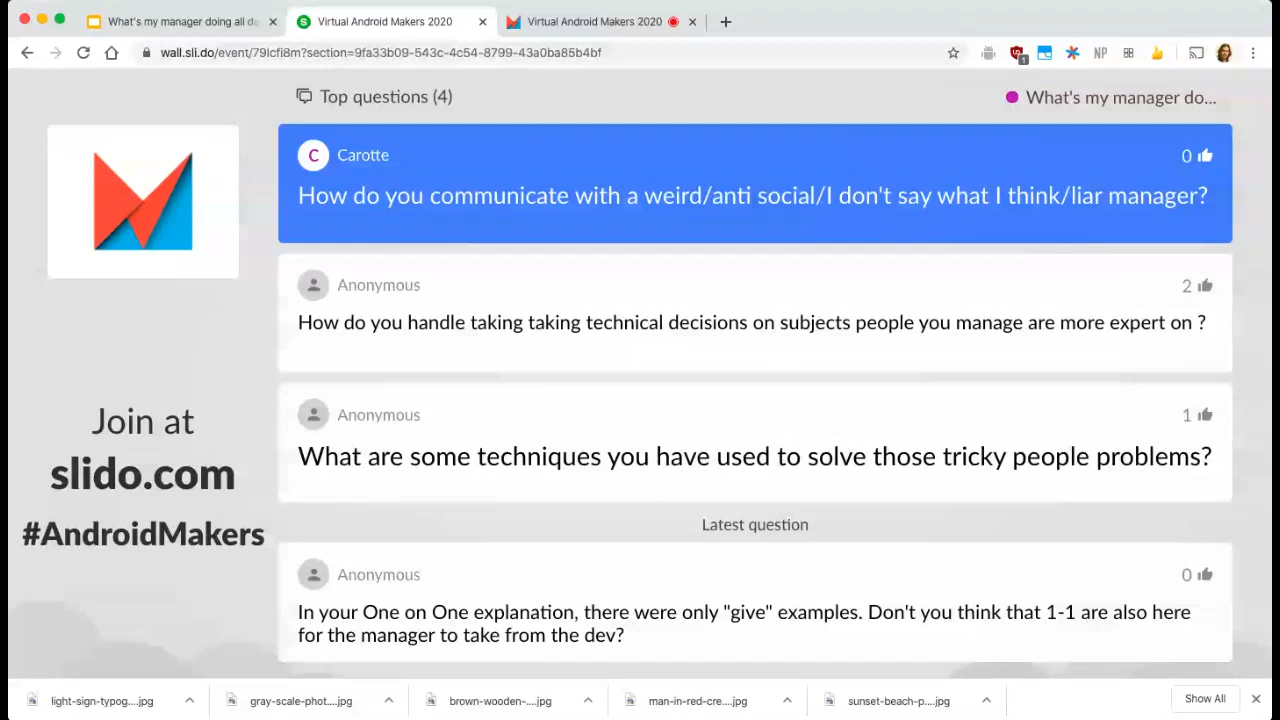 What's my manager doing all da
Virtual Android Makers 2020
Virtual Android Makers 2020
wall.sli.do/event/79lcfi8m?section=9fa33b09-543c-4c54-8799-43a0ba85b4bf
1
NP
Top questions (4)
What's my manager do...
C
Carotte
0
How do you communicate with a weird/anti social/I don't say what I think/liar manager?
Anonymous
2
How do you handle taking taking technical decisions on subjects people you manage are more expert on ?
Anonymous
1
What are some techniques you have used to solve those tricky people problems?
Join at
slido.com
#AndroidMakers
Latest question
Anonymous
0
In your One on One explanation, there were only "give" examples. Don't you think that 1-1 are also here
for the manager to take from the dev?
light-sign-typog....jpg
gray-scale-phot....jpg
brown-wooden-....jpg
man-in-red-cre....jpg
sunset-beach-p....jpg
Show All